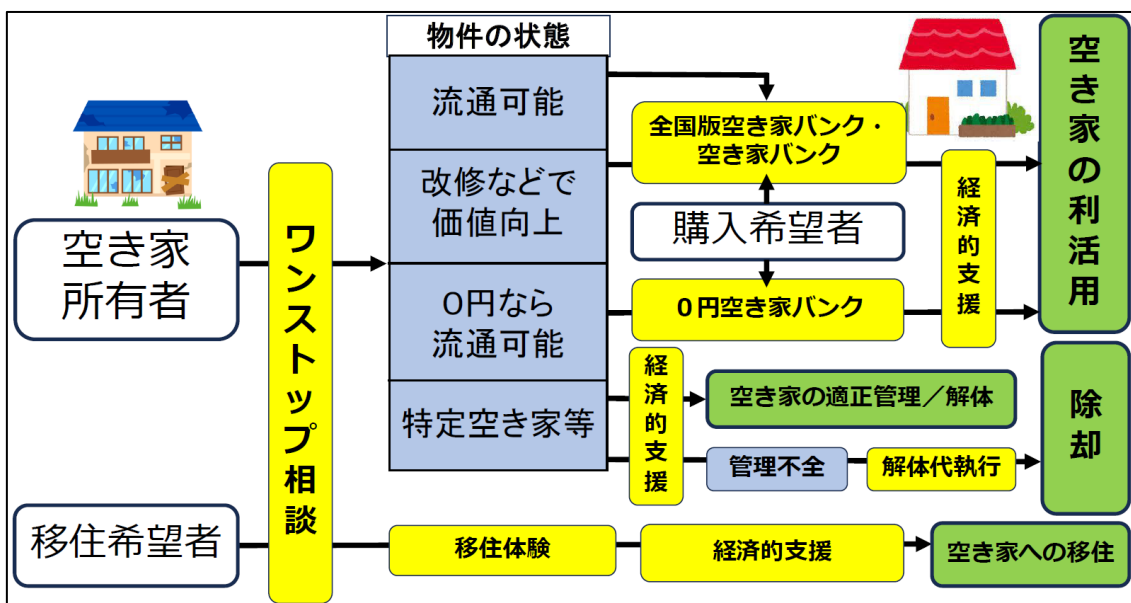 物件の状態
流通可能
改修などで
価値向上
0円なら
流通可能
特定空き家等
空き家
所有者
移住希望者
ワンストップ相談
全国版空き家バンク・
空き家バンク
購入希望者
0円空き家バンク
経済的支援
空き家の利活用
経済的支援
空き家の適正管理／解体
管理不全
解体代執行
除却
移住体験
経済的支援
空き家への移住